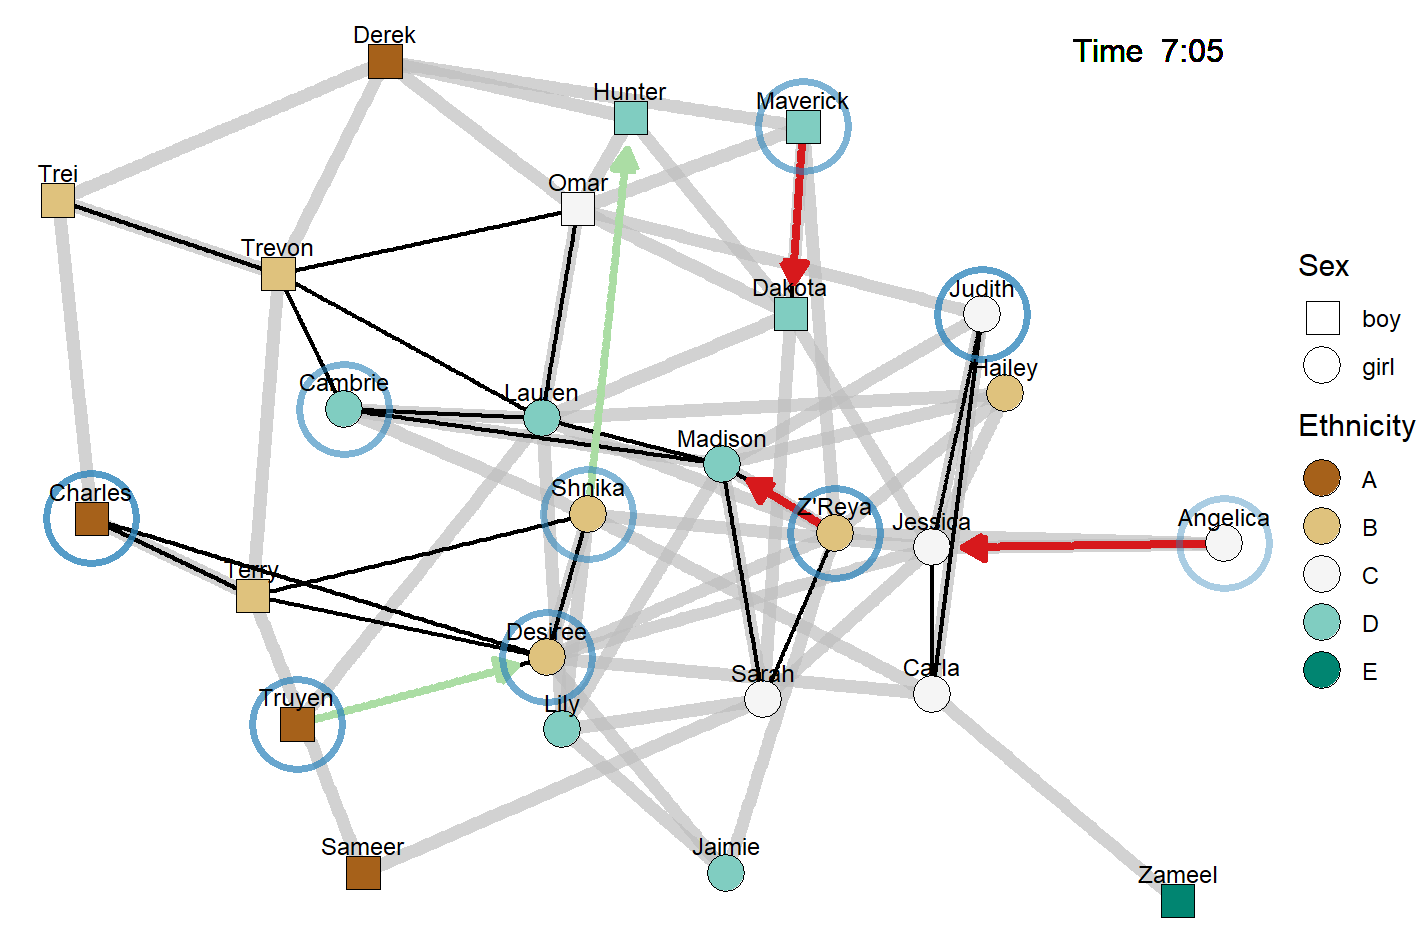 Derek
Time 7:05
Hunter
Maverick
Trei
Omar
Trevon
Dakota
Judith
Hailey
Cambrie
Lauren
Madison
Charles
Shnika
Z'Reya
Jessica
Angelica
Terry
Desiree
Sarah
Carla
Truyen
Lily
Sameer
Jaimie
Zameel
Sex
boy
girl
Ethnicity
A
B
C
D
E